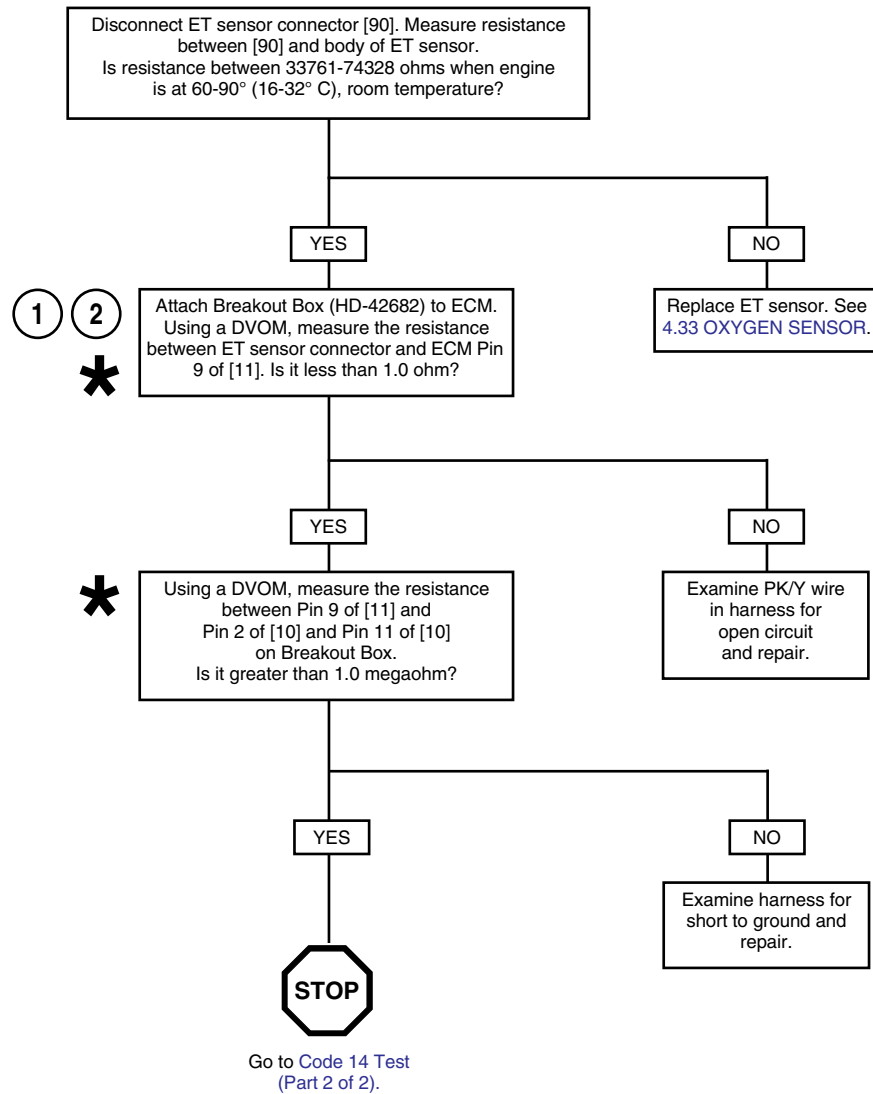 Disconnect ET sensor connector [90]. Measure resistance
between [90] and body of ET sensor.
Is resistance between 33761-74328 ohms when engine
is at 60-90° (16-32° C), room temperature?
YES
NO
1 2
*
Attach Breakout Box (HD-42682) to ECM.
Using a DVOM, measure the resistance
between ET sensor connector and ECM Pin
9 of [11]. Is it less than 1.0 ohm?
Replace ET sensor. See
4.33 OXYGEN SENSOR.
YES
NO
*
Using a DVOM, measure the resistance
between Pin 9 of [11] and
Pin 2 of [10] and Pin 11 of [10]
on Breakout Box.
Is it greater than 1.0 megaohm?
Examine PK/Y wire
in harness for
open circuit
and repair.
YES
NO
Examine harness for
short to ground and
repair.
STOP
Go to Code 14 Test
(Part 2 of 2).